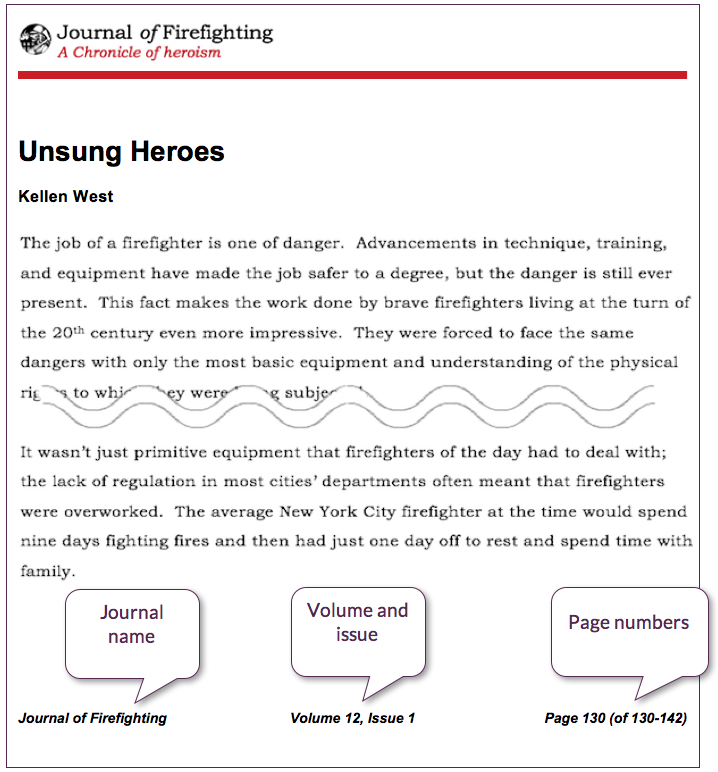 Journal of Firefighting
A Chronicle of heroism
Unsung Heroes
Kellen West
The job of a firefighter is one of danger. Advancements in technique, training,
and equipment have made the job safer to a degree, but the danger is still ever
present. This fact makes the work done by brave firefighters living at the turn of
the 20th century even more impressive. They were forced to face the same
dangers with only the most basic equipment and understanding of the physical
to were
It wasn't just primitive equipment that firefighters of the day had to deal with;
the lack of regulation in most cities' departments often meant that firefighters
were overworked. The average New York City firefighter at the time would spend
nine days fighting fires and then had just one day off to rest and spend time with
family.
Journal
name
Volume and
issue
Page numbers
Journal of Firefighting
Volume 12, Issue 1
Page 130 (of 130-142)